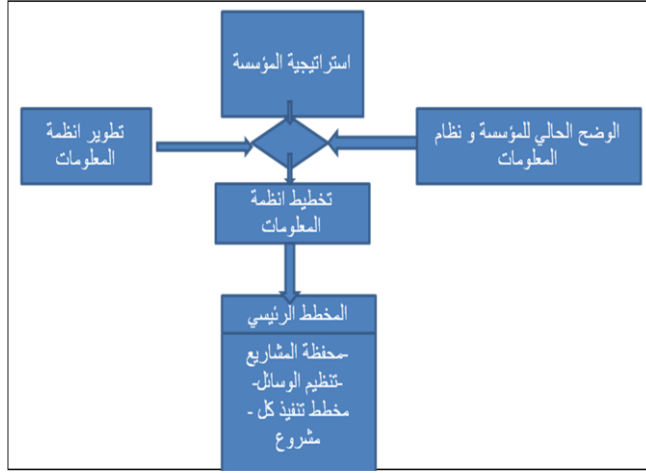 استراتيجية المؤسسة
الوضح الحالي للمؤسسة و نظام
المعلومات
تطوير انظمة
المعلومات
تخطيط انظمة
المعلومات
المخطط الرئيسي
-محفظة المشاريع
-تنظيم الوسائل-
مخطط تنفيذ كل -
مشروع